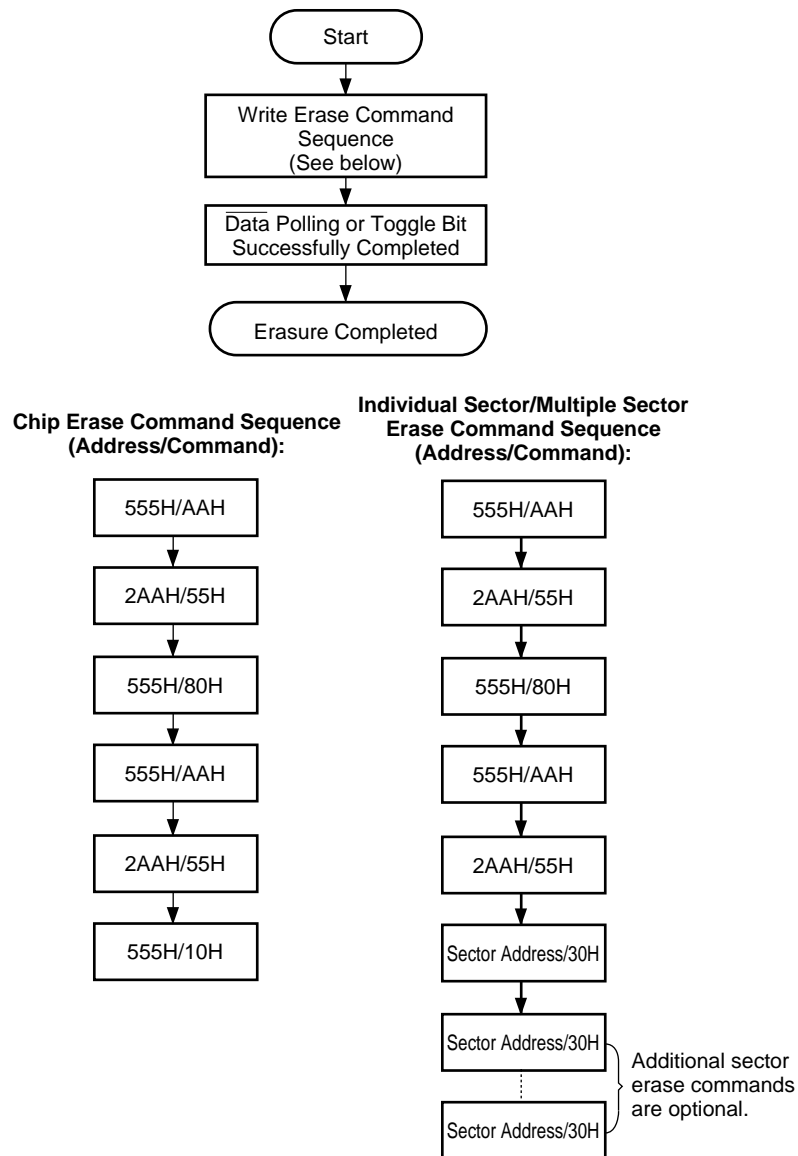 Start
Write Erase Command
Sequence
(See below)
Data Polling or Toggle Bit
Successfully Completed
Erasure Completed
Chip Erase Command Sequence
(Address/Command):
555H/AAH
2AAH/55H
555H/80H
555H/AAH
2AAH/55H
555H/10H
Individual Sector/Multiple Sector
Erase Command Sequence
(Address/Command):
555H/AAH
2AAH/55H
555H/80H
555H/AAH
2AAH/55H
Sector Address/30H
Sector Address/30H
Sector Address/30H
Additional sector
erase commands
are optional.